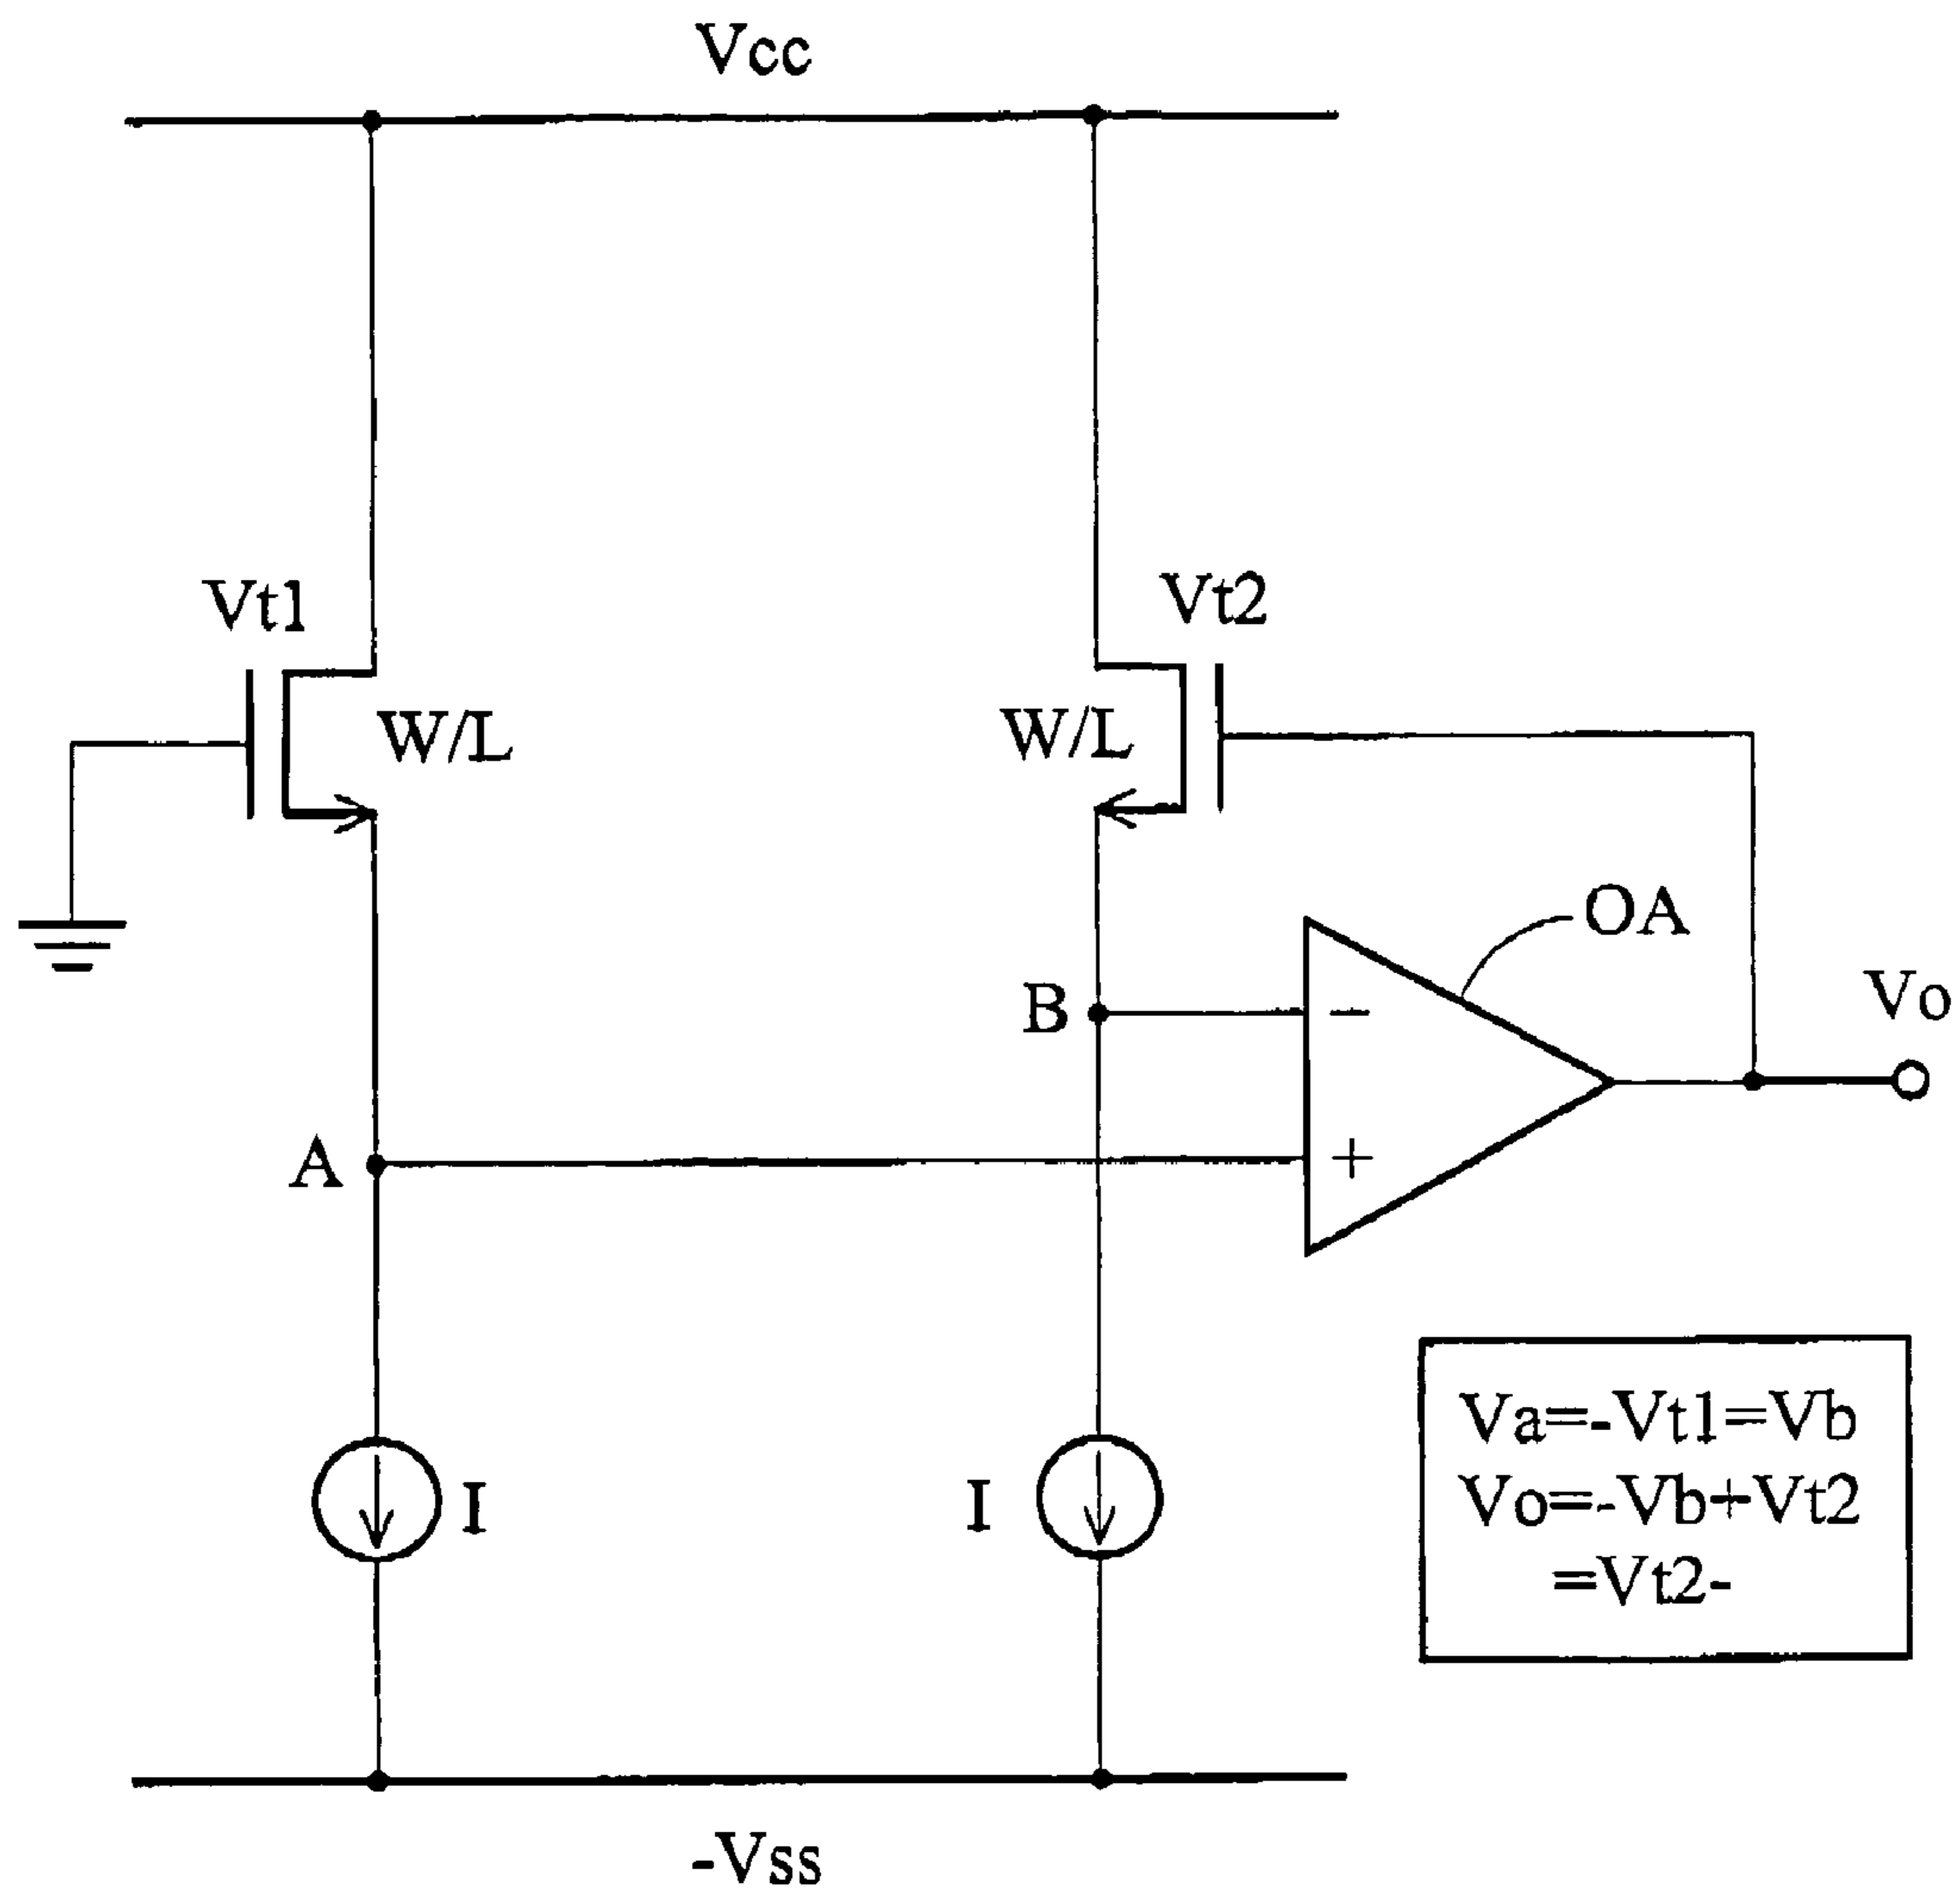 Vcc
Vt1
Vt2
W/L
W/L
OA
B
−
Vo
A
+
I
I
Va=-Vt1=Vb
Vo=-Vb+Vt2
=Vt2-
-Vss